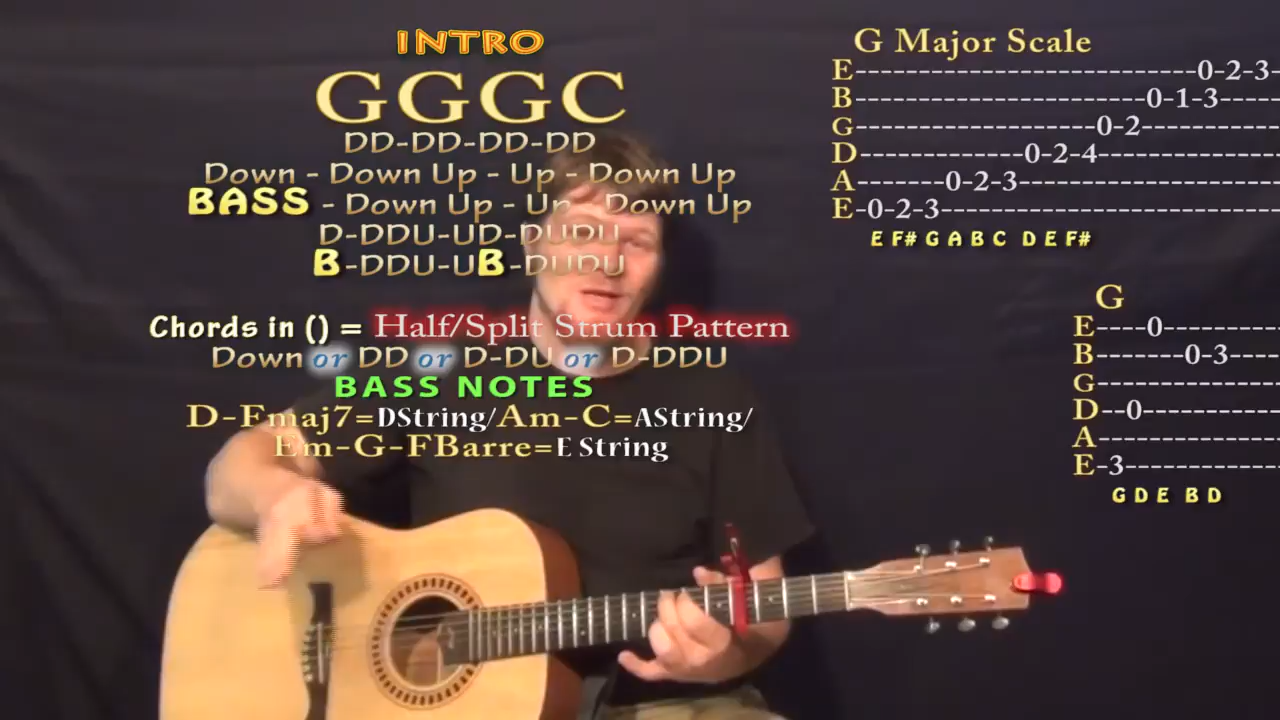 INTRO
GGGC
DD-DD-DD-DD
Down - Down Up - Up - Down Up
BASS - Down Up - Up - Down Up
D-DDU-UD-DUDU
B-DDU-UB-DUDU
Chords in () = Half/Split Strum Pattern
Down or DD or D-DU or D-DDU
BASS NOTES
D-Fmaj7=DString/Am-C=AString/
Em-G-FBarre=E String
G Major Scale
E---------------------------0-2-3-
B-----------------------0-1-3-----
G-------------------0-2-----------
D-------------0-2-4---------------
A-------0-2-3---------------------
E-0-2-3---------------------------
E F# G A B C D E F#
G
E----0---------
B-------0-3----
G--------------
D--0-----------
A--------------
E-3------------
G D E B D